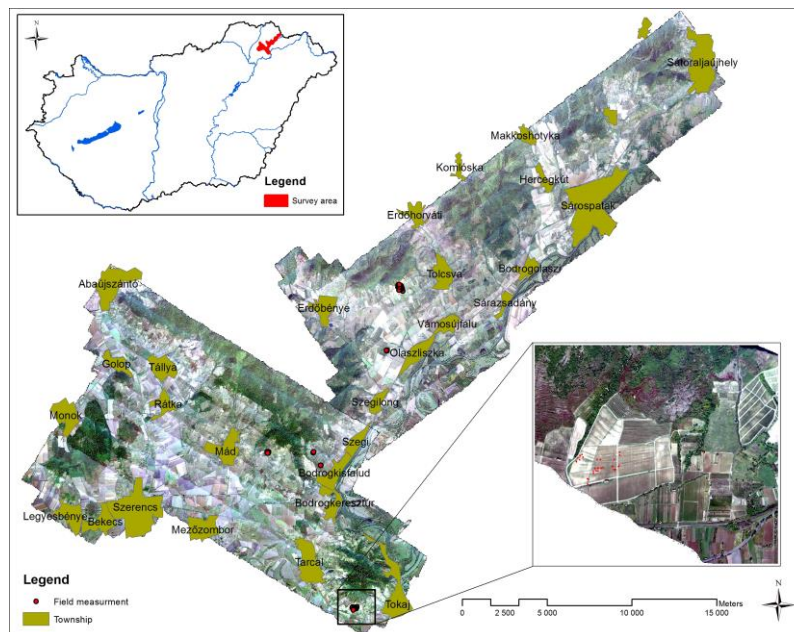 N
Legend
Survey area
Sátoraljaújhely
Makkoshotyka
Komlóska
Hercegkút
Sárospatak
Erdőhorváti
Bodrogolaszi
Tolcsva
Abaújszántó
Sárazsadány
Erdőbénye
Vámosújfalu
Olaszliszka
Golop
Tállya
Szegilong
Rátka
Monok
Szegi
Mád
Bodrogkisfalud
Bodrogkeresztúr
Szerencs
Legyesbénye
Bekecs
Mezőzombor
Tarcal
Tokaj
Legend
Field measurment
Township
0 2 500 5 000 10 000 15 000
Meters
N